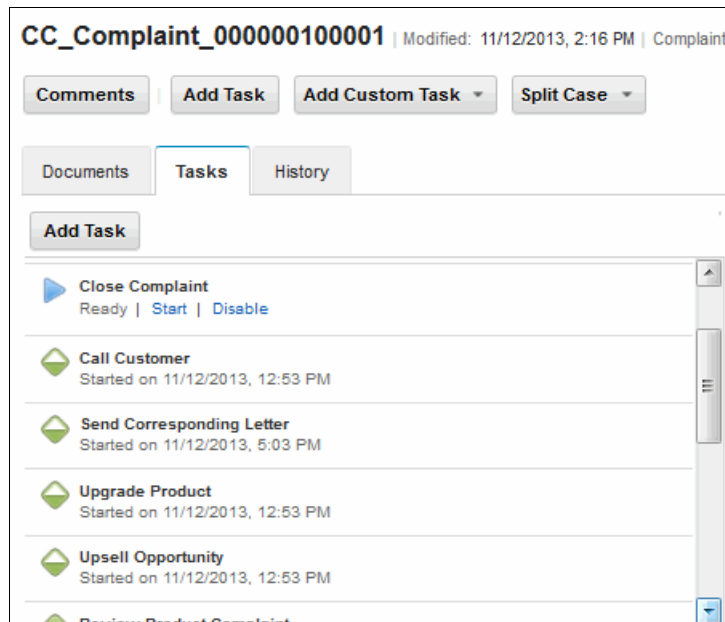 CC_Complaint_000000100001 | Modified: 11/12/2013, 2:16 PM | Complaint
Comments | Add Task Add Custom Task Split Case
Documents Tasks History
Add Task
Close Complaint
Ready | Start | Disable
Call Customer
Started on 11/12/2013, 12:53 PM
Send Corresponding Letter
Started on 11/12/2013, 5:03 PM
Upgrade Product
Started on 11/12/2013, 12:53 PM
Upsell Opportunity
Started on 11/12/2013, 12:53 PM
Review Product Complaint